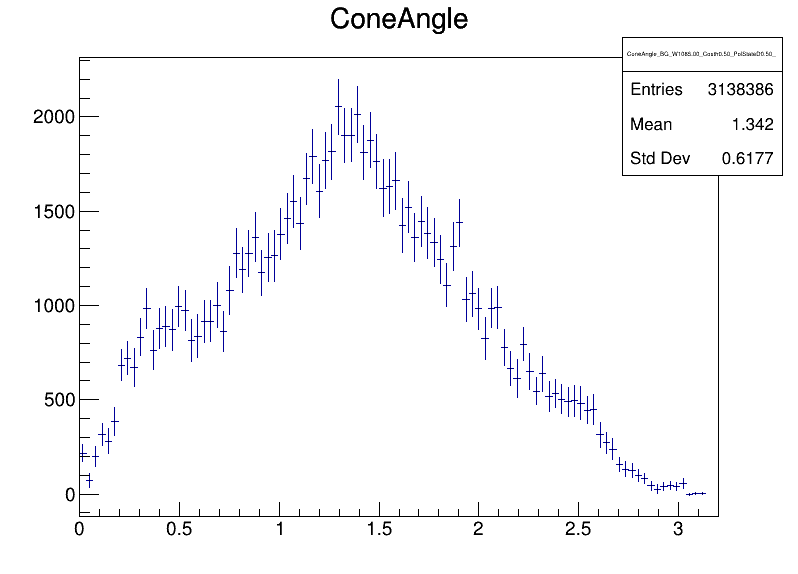 ConeAngle
ConeAngle_BG_W1085.00_Costh0.50_PolStateD0.50_
Entries 3138386
Mean 1.342
Std Dev 0.6177
2000
1500
1000
500
0
0 0.5 1 1.5 2 2.5 3